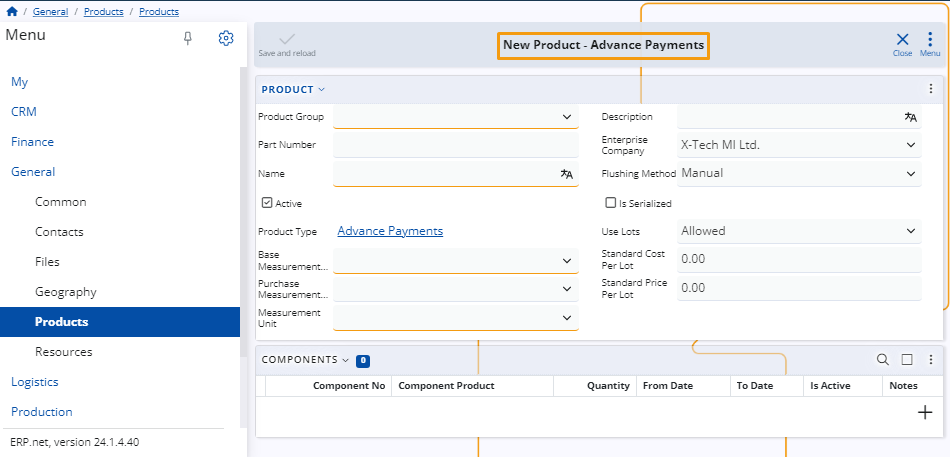 / General / Products / Products
Menu
My
CRM
Finance
General
Common
Contacts
Files
Geography
Products
Resources
Logistics
Production
ERP.net, version 24.1.4.40
Save and reload
New Product - Advance Payments
Close
Menu
PRODUCT
Product Group
Part Number
Name
Active
Product Type Advance Payments
Base
Measurement...
Purchase
Measurement...
Measurement
Unit
Description
Enterprise
Company X-Tech MI Ltd.
Flushing Method Manual
Is Serialized
Use Lots Allowed
Standard Cost
Per Lot 0.00
Standard Price
Per Lot 0.00
COMPONENTS 0
Component No Component Product Quantity From Date To Date Is Active Notes